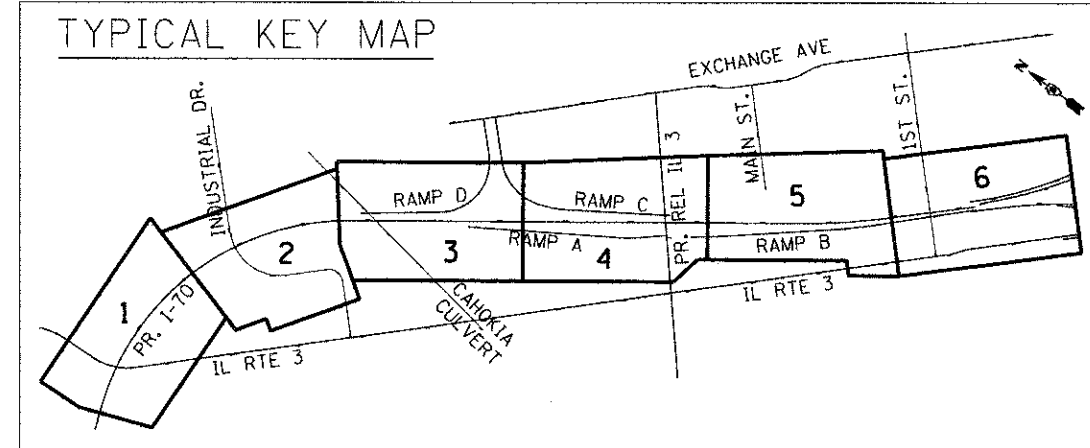 TYPICAL KEY MAP
EXCHANGE AVE
N
INDUSTRIAL DR.
MAIN ST.
1ST ST.
6
RAMP D
RAMP C
PR. REL IL 3
5
2
RAMP A
RAMP B
3
4
1
PR. I-70
CAHOKIA
CULVERT
IL RTE 3
IL RTE 3